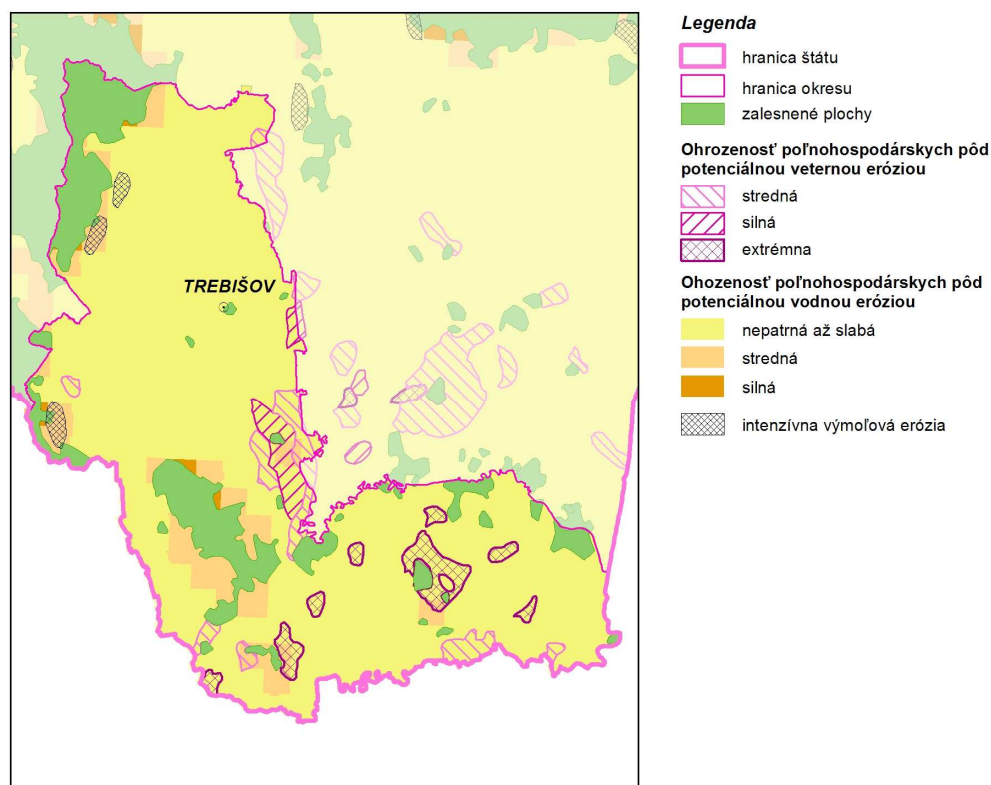 TREBIŠOV
Legenda
hranica štátu
hranica okresu
zalesnené plochy
Ohrozenosť poľnohospodárskych pôd
potenciálnou veternou eróziou
stredná
silná
extrémna
Ohozenosť poľnohospodárskych pôd
potenciálnou vodnou eróziou
nepatrná až slabá
stredná
silná
intenzívna výmoľová erózia